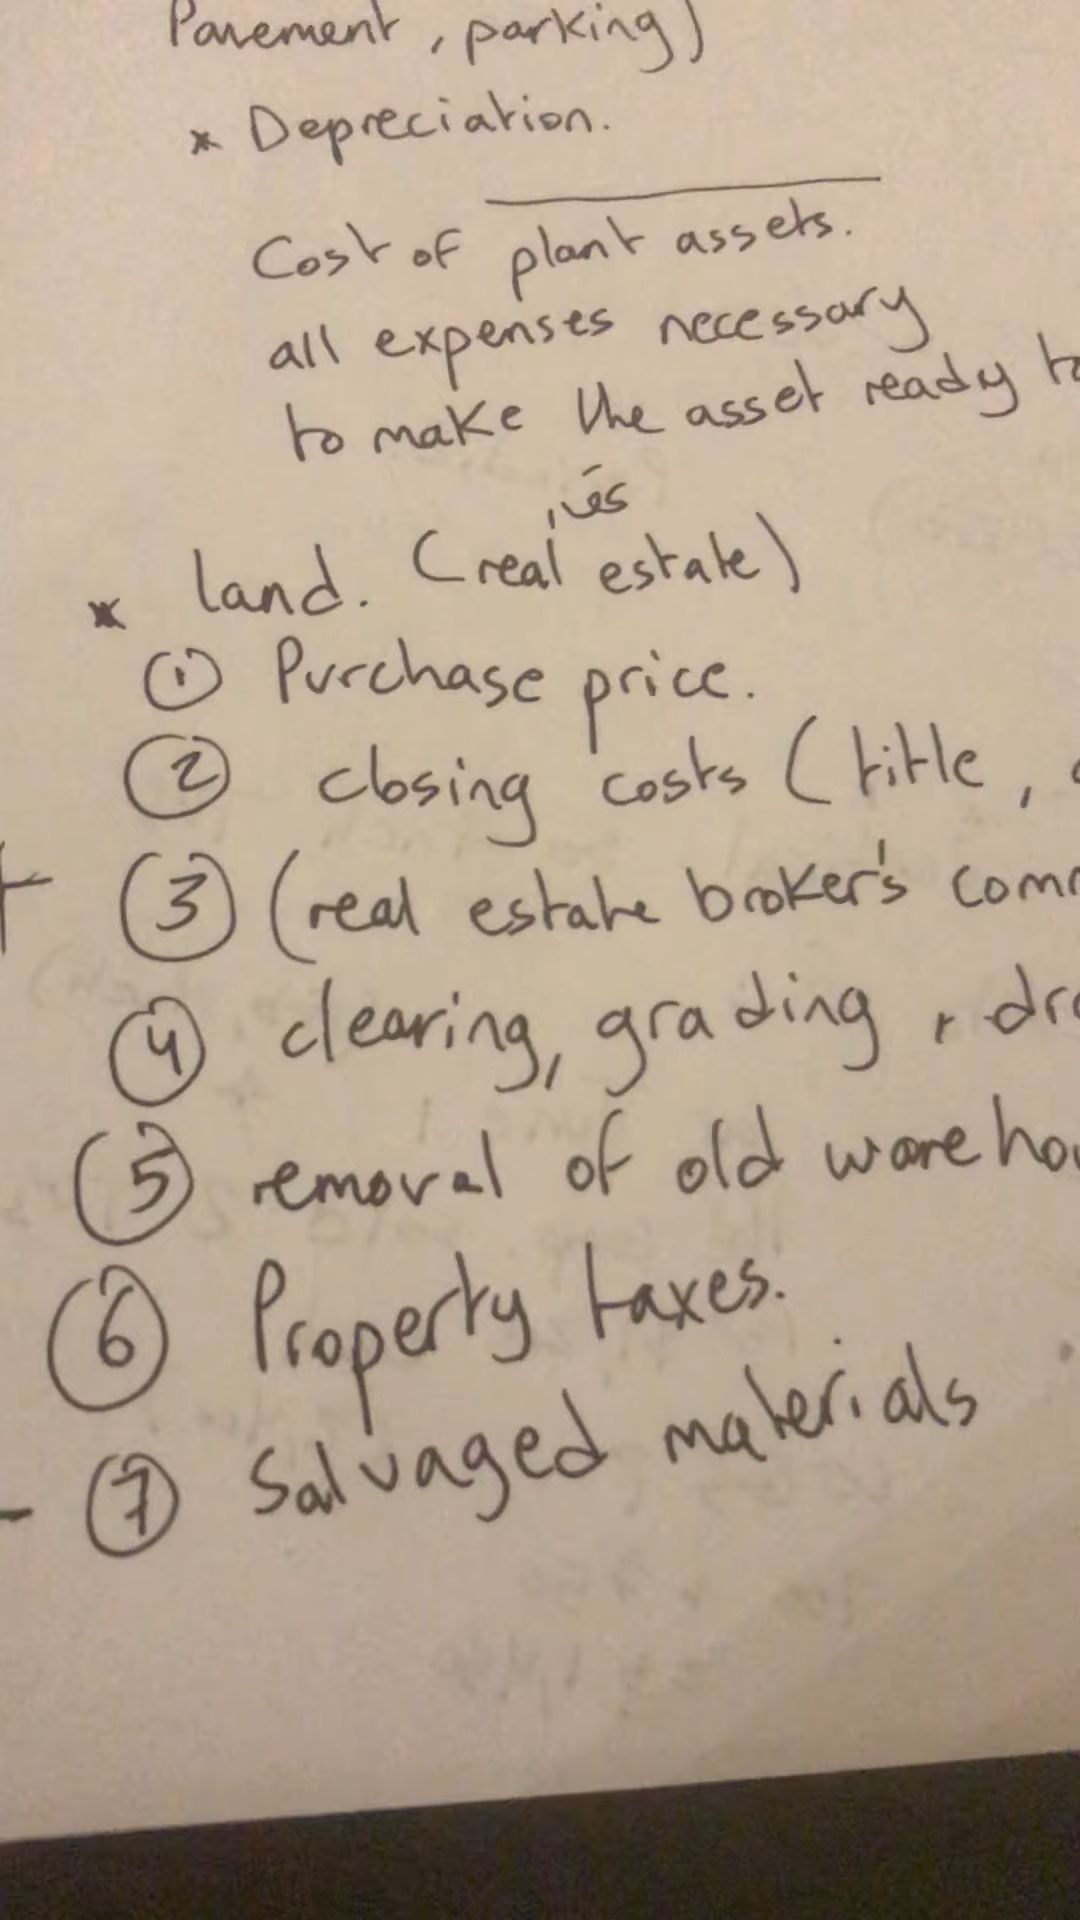 Pavement, parking)
* Depreciation.
Cost of plant assets.
all expenses necessary
to make the asset ready to
* land. (real estate)
① Purchase price.
② closing costs (title,
+ ③ (real estate broker's
④ clearing, grading,
⑤ removal of old
⑥ Property taxes.
- ⑦ Salvaged materials